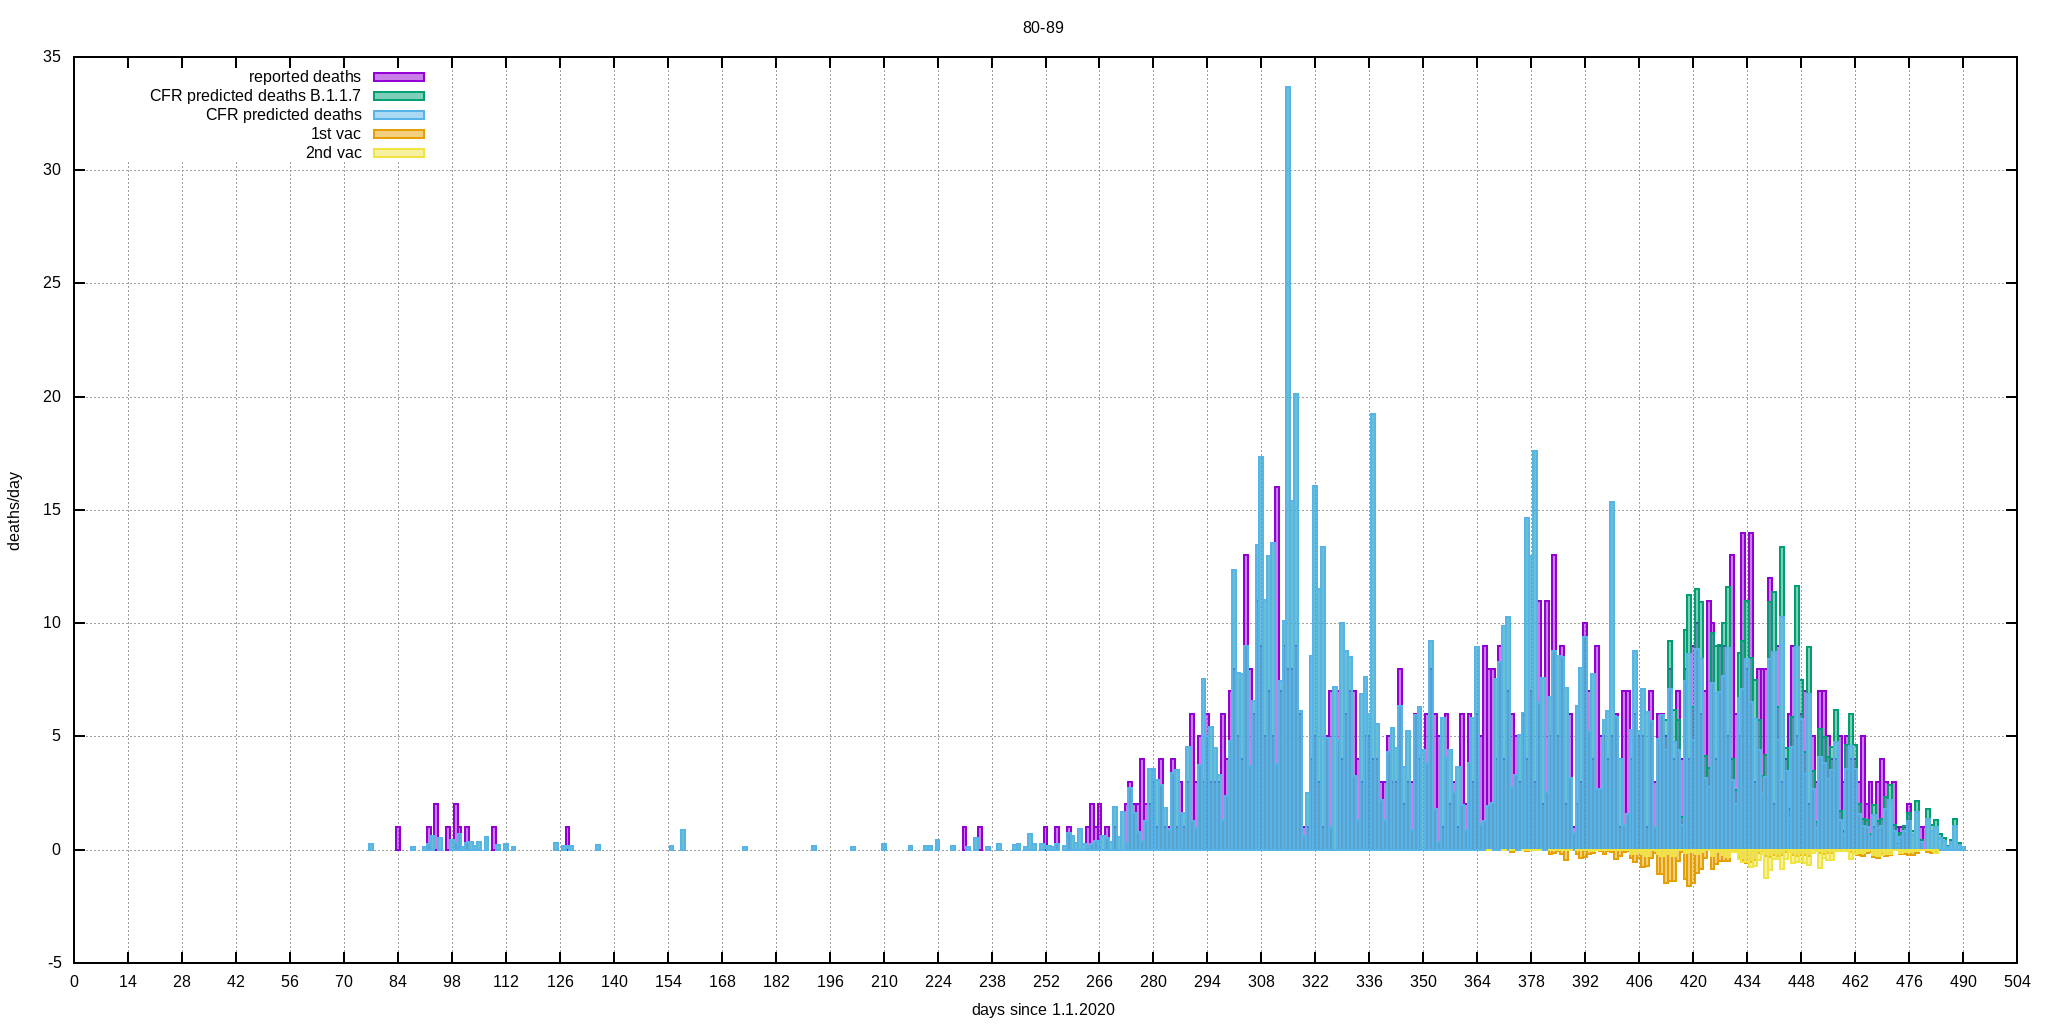 80-89
reported deaths
CFR predicted deaths B.1.1.7
CFR predicted deaths
1st vac
2nd vac
35
30
25
20
15
10
5
0
-5
deaths/day
0 14 28 42 56 70 84 98 112 126 140 154 168 182 196 210 224 238 252 266 280 294 308 322 336 350 364 378 392 406 420 434 448 462 476 490 504
days since 1.1.2020